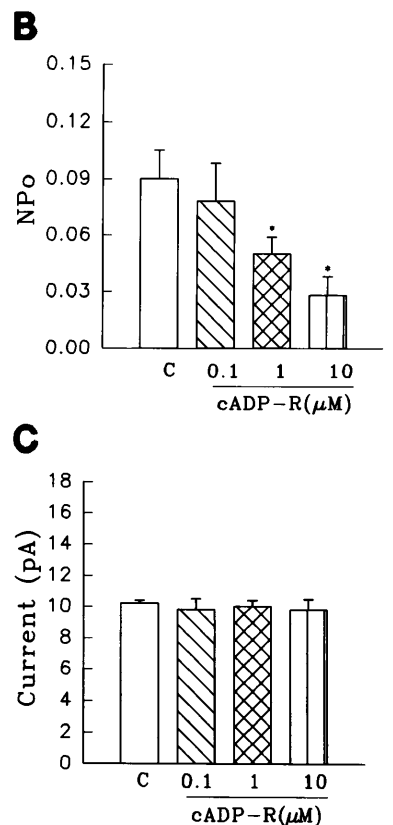 B
0.15
0.12
0.09
0.06
0.03
0.00
NPo
* *
C 0.1 1 10
cADP-R(μM)
C
18
16
14
12
10
8
6
4
2
0
Current (pA)
C 0.1 1 10
cADP-R(μM)